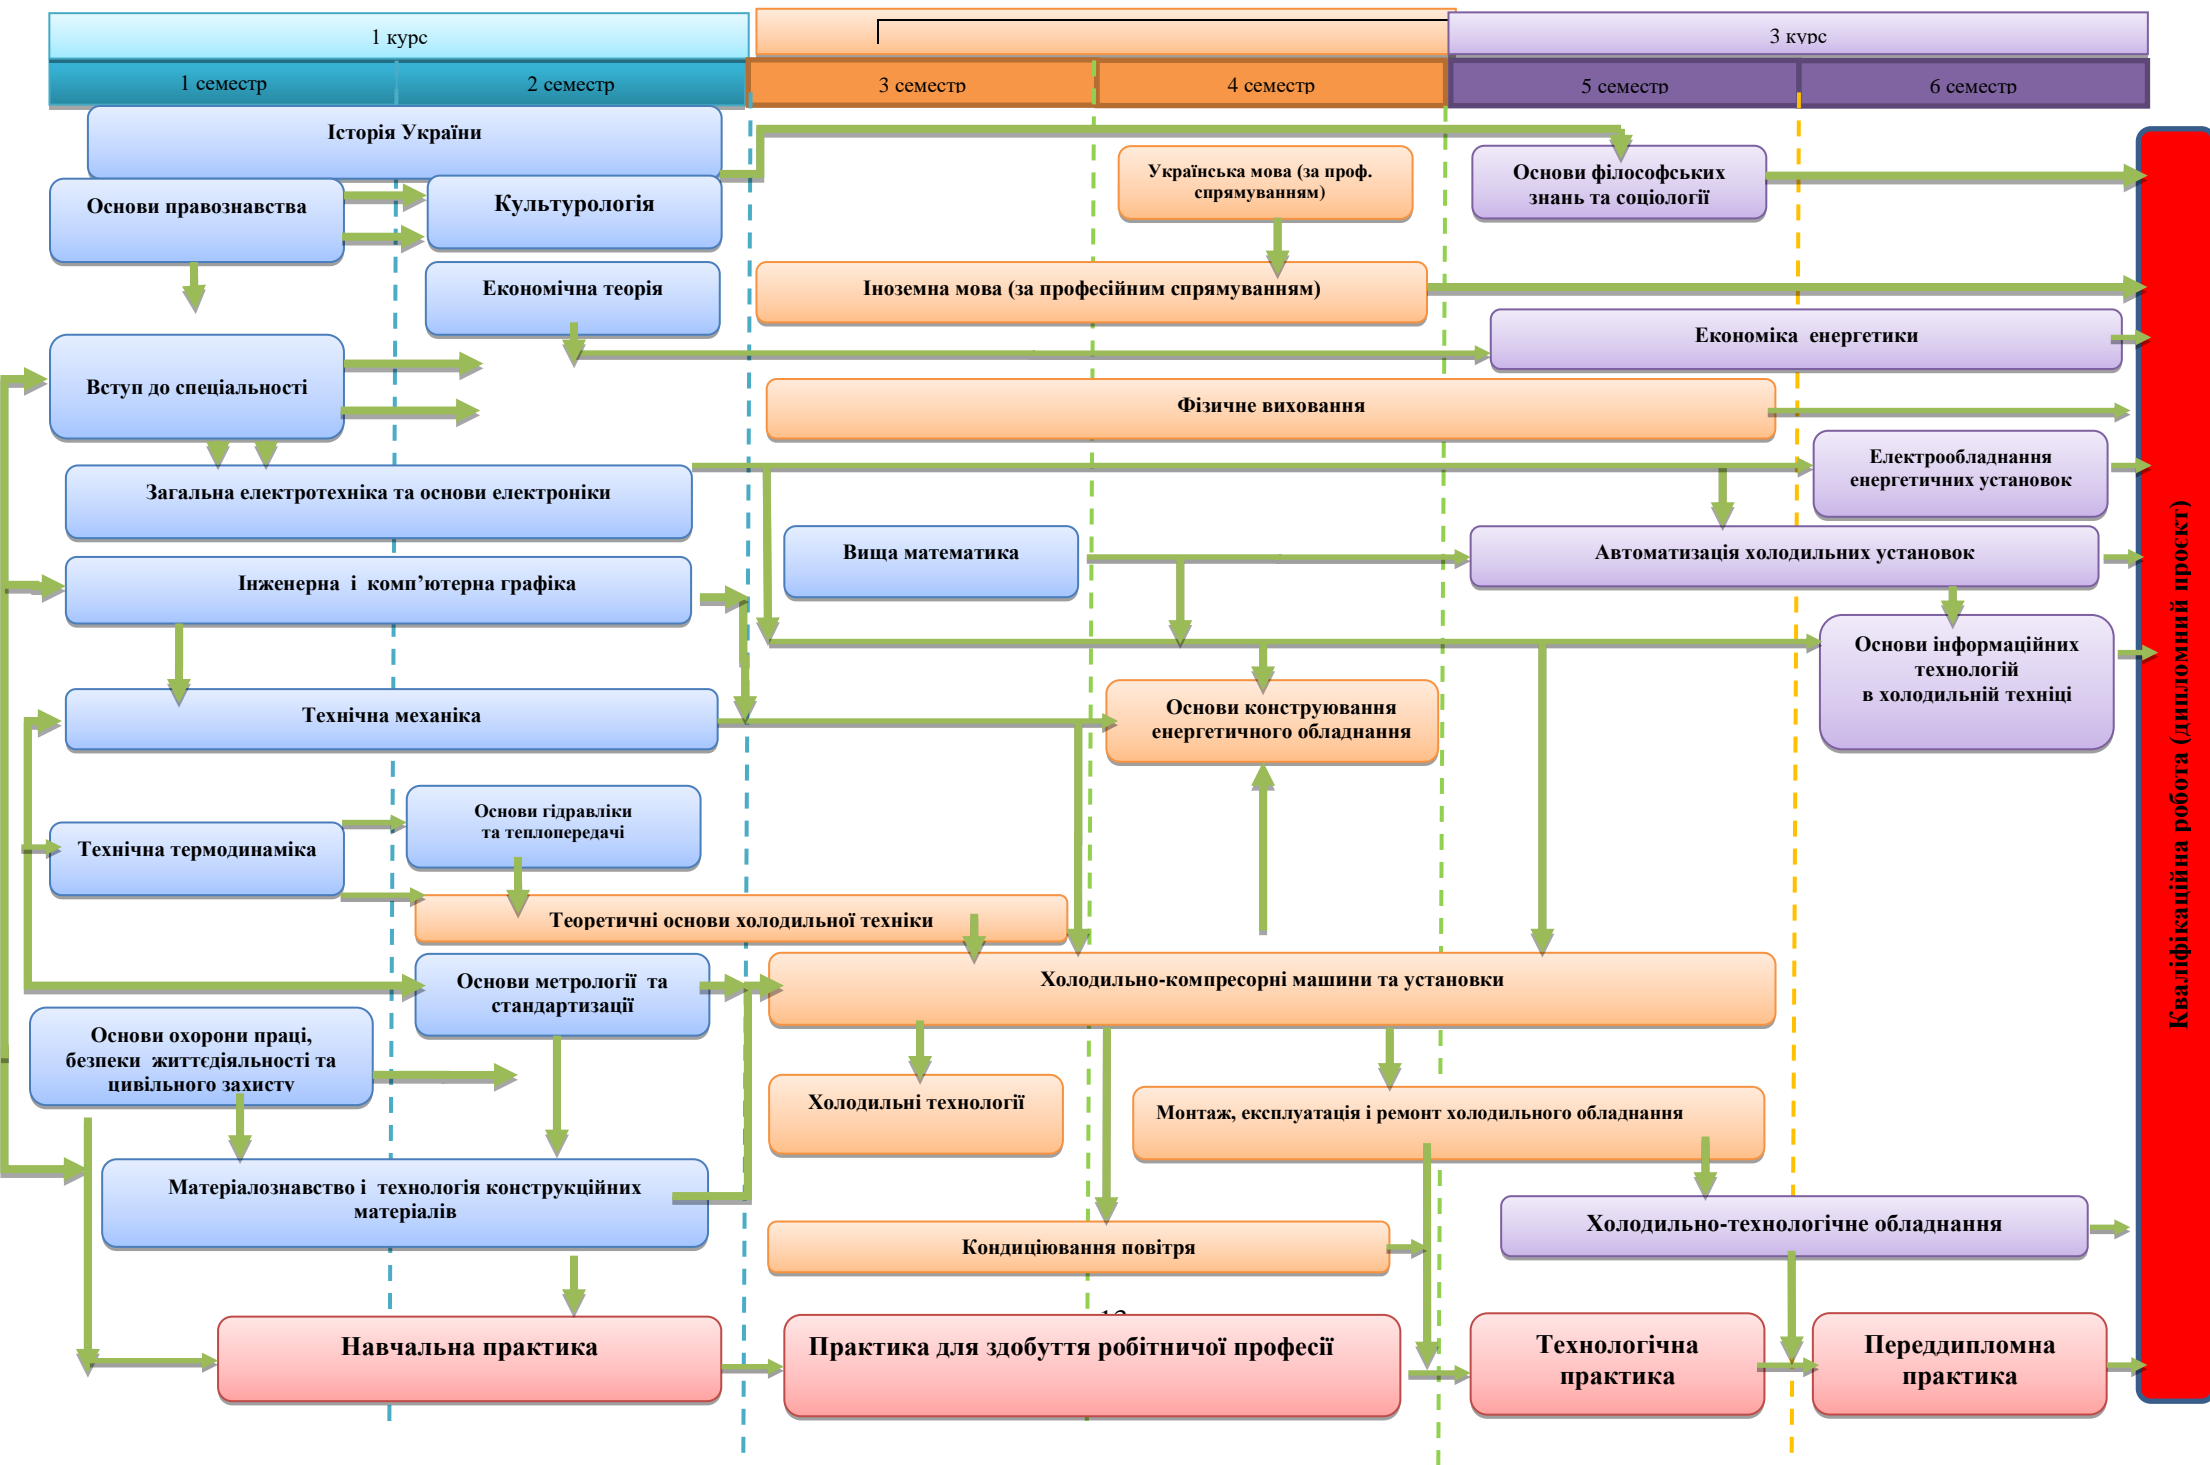 1 курс
3 курс
1 семестр
2 семестр
3 семестр
4 семестр
5 семестр
6 семестр
Історія України
Українська мова (за проф.
спрямуванням)
Основи філософських
знань та соціології
Основи правознавства
Культурологія
Економічна теорія
Іноземна мова (за професійним спрямуванням)
Економіка енергетики
Вступ до спеціальності
Фізичне виховання
Електрообладнання
енергетичних установок
Загальна електротехніка та основи електроніки
Вища математика
Автоматизація холодильних установок
Інженерна і комп’ютерна графіка
Основи інформаційних
технологій
в холодильній техніці
Технічна механіка
Основи конструювання
енергетичного обладнання
Основи гідравліки
та теплопередачі
Технічна термодинаміка
Теоретичні основи холодильної техніки
Основи метрології та
стандартизації
Холодильно-компресорні машини та установки
Основи охорони праці,
безпеки життєдіяльності та
цивільного захисту
Холодильні технології
Монтаж, експлуатація і ремонт холодильного обладнання
Матеріалознавство і технологія конструкційних
матеріалів
Холодильно-технологічне обладнання
Кондиціювання повітря
Навчальна практика
Практика для здобуття робітничої професії
Технологічна
практика
Переддипломна
практика
Кваліфікаційна робота (дипломний проєкт)